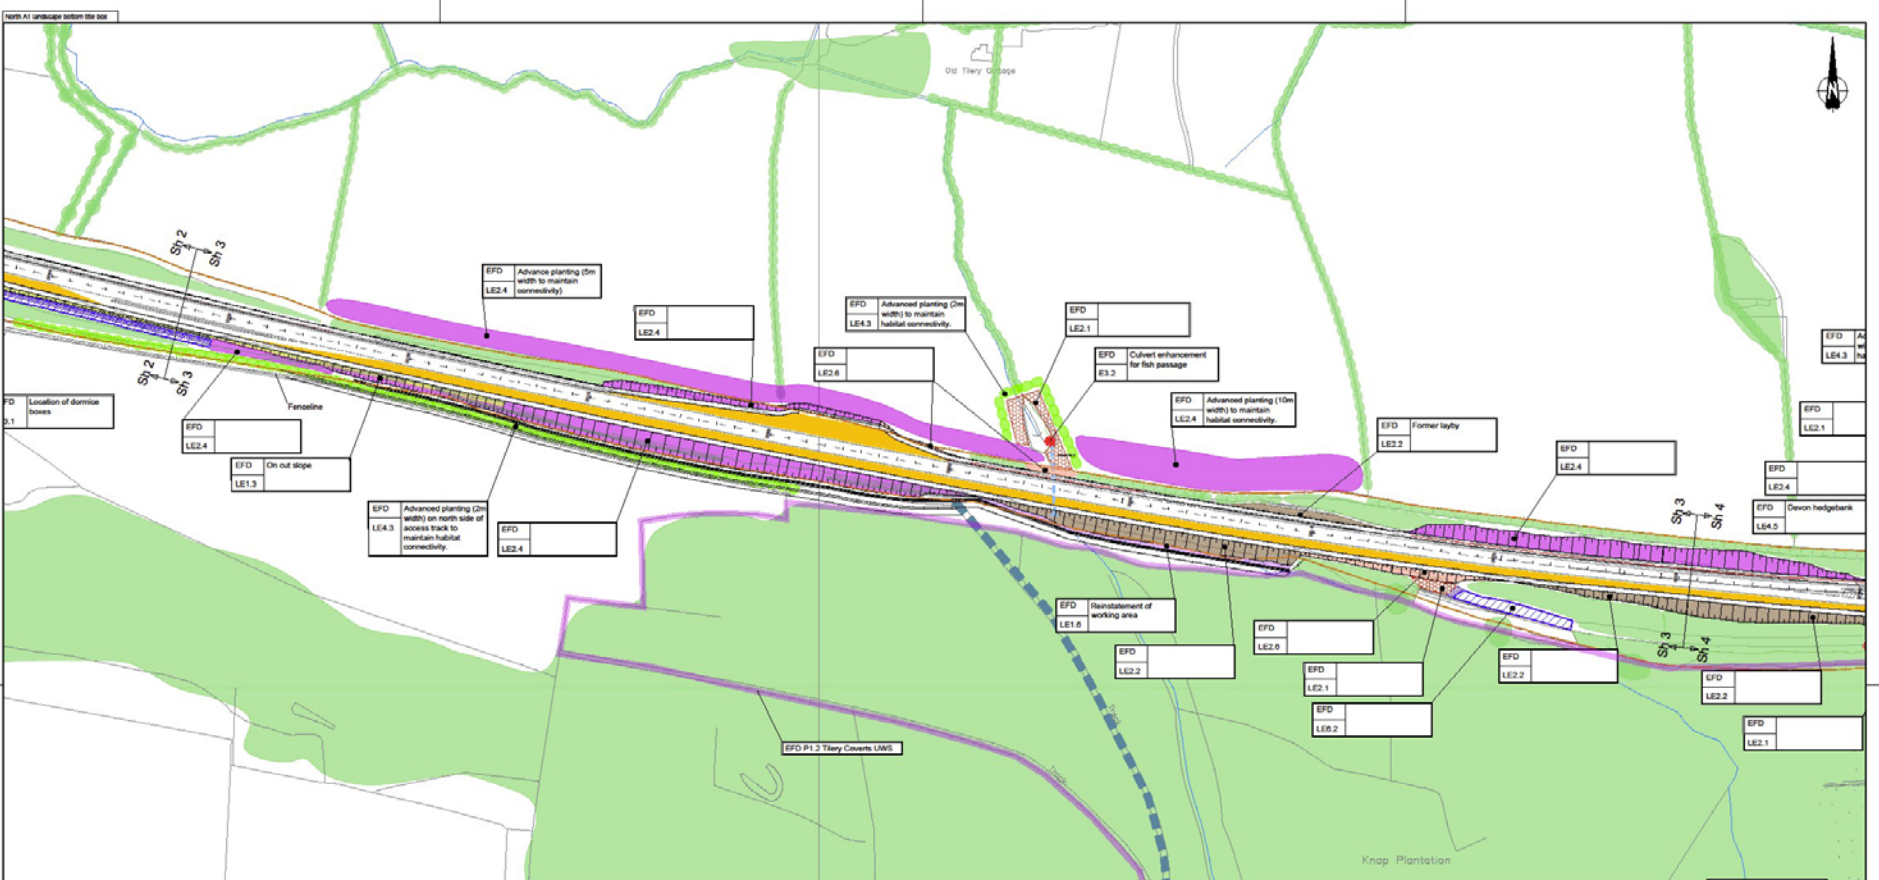 North A1 landscape bottom title box
Old Tilery Cottage
Sh 2
Sh 3
EFD
LE2.4
Advance planting (5m
width to maintain
connectivity)
EFD
LE2.4
EFD
LE4.3
Advanced planting (2m
width) to maintain
habitat connectivity.
EFD
LE2.1
EFD
LE2.6
EFD
E3.2
Culvert enhancement
for fish passage
EFD
LE2.4
Advanced planting (10m
width) to maintain
habitat connectivity.
EFD
LE2.2
Former layby
EFD
LE2.4
EFD
LE4.3
EFD
LE2.1
EFD
LE2.4
EFD
LE4.5
Devon hedgebank
Sh 3
Sh 4
Sh 2
Sh 3
FD
3.1
Location of dormice
boxes
Fenceline
EFD
LE2.4
EFD
LE1.3
On cut slope
EFD
LE4.3
Advanced planting (2m
width) on north side of
access track to
maintain habitat
connectivity.
EFD
LE2.4
EFD
LE1.6
Reinstatement of
working area
EFD
LE2.2
EFD
LE2.6
EFD
LE2.1
EFD
LE6.2
EFD
LE2.2
Sh 3
Sh 4
EFD
LE2.2
EFD
LE2.1
Track
EFD P1.2 Tilery Coverts UWS
Track
Knap Plantation